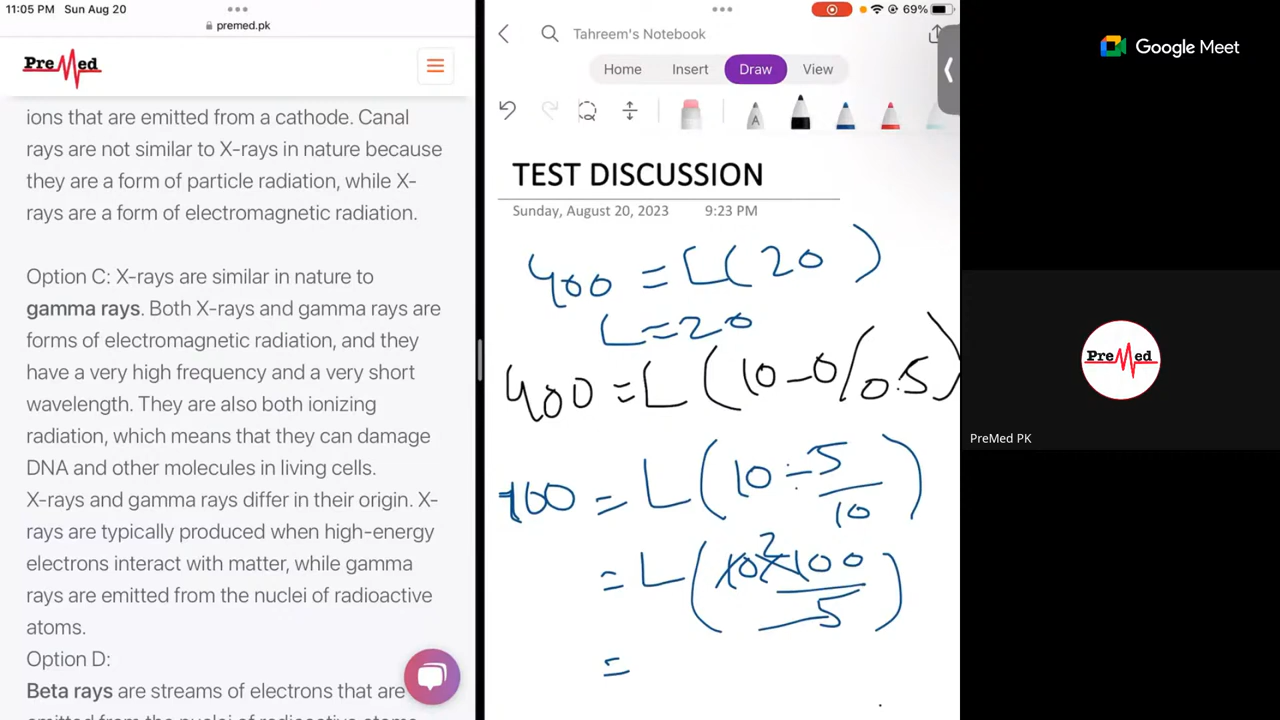 11:05 PM Sun Aug 20
premed.pk
PreMed
ions that are emitted from a cathode. Canal
rays are not similar to X-rays in nature because
they are a form of particle radiation, while X-
rays are a form of electromagnetic radiation.
Option C: X-rays are similar in nature to
gamma rays. Both X-rays and gamma rays are
forms of electromagnetic radiation, and they
have a very high frequency and a very short
wavelength. They are also both ionizing
radiation, which means that they can damage
DNA and other molecules in living cells.
X-rays and gamma rays differ in their origin. X-
rays are typically produced when high-energy
electrons interact with matter, while gamma
rays are emitted from the nuclei of radioactive
atoms.
Option D:
Beta rays are streams of electrons that are
emitted from the nuclei of radioactive atoms
69%
Tahreem's Notebook
Home Insert Draw View
A
TEST DISCUSSION
Sunday, August 20, 2023 9:23 PM
400 = L(20)
L=20
400 = L(10-0/0.5)
400 = L(10÷5/10)
= L(10²×100/5)
=
Google Meet
PreMed
PreMed PK